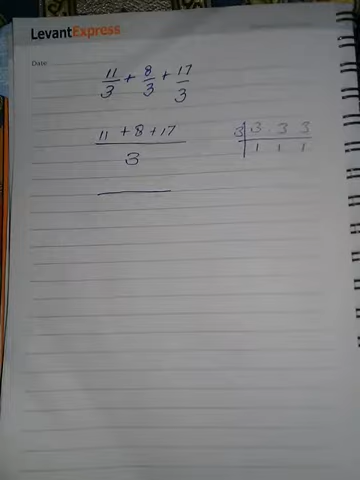 LevantExpress
Date:
11/3 + 8/3 + 17/3
11 + 8 + 17 / 3
3 | 3 . 3 3
1 1 1